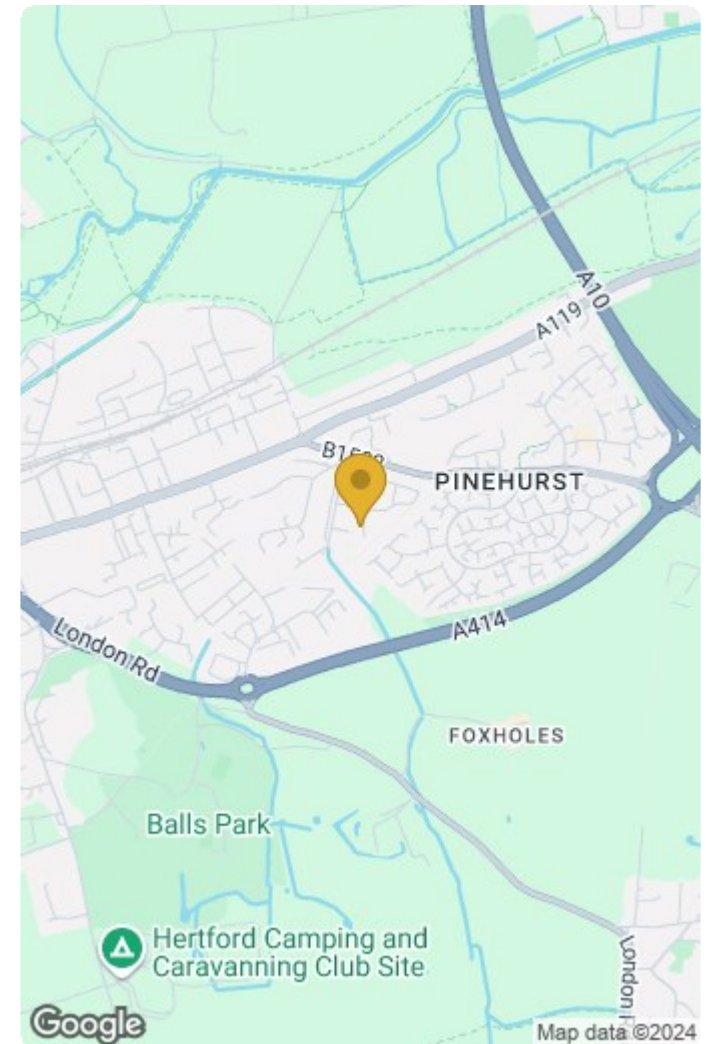 A10
A119
PINEHURST
A414
London Rd
FOXHOLES
Balls Park
Hertford Camping and
Caravanning Club Site
London
Google
Map data ©2024